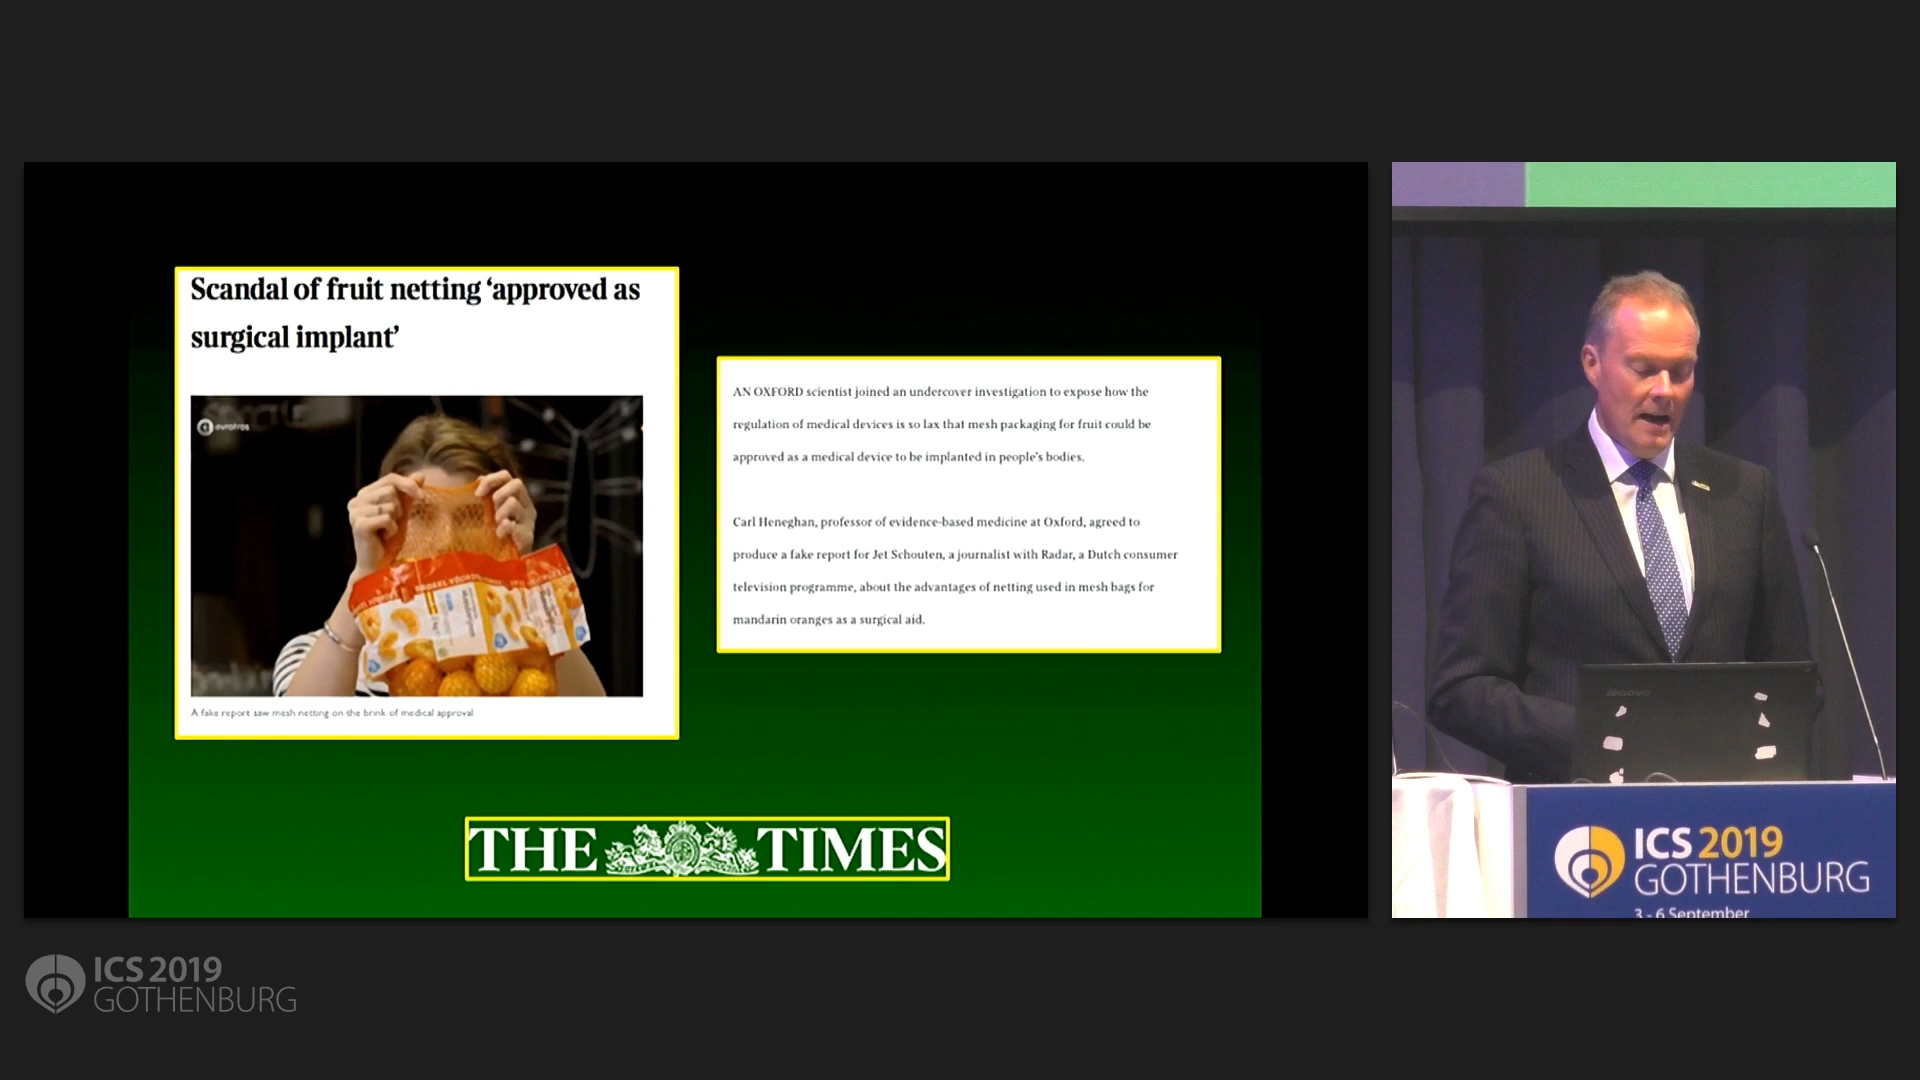 Scandal of fruit netting ‘approved as
surgical implant’
avrotros
A fake report saw mesh netting on the brink of medical approval
AN OXFORD scientist joined an undercover investigation to expose how the
regulation of medical devices is so lax that mesh packaging for fruit could be
approved as a medical device to be implanted in people's bodies.
Carl Heneghan, professor of evidence-based medicine at Oxford, agreed to
produce a fake report for Jet Schouten, a journalist with Radar, a Dutch consumer
television programme, about the advantages of netting used in mesh bags for
mandarin oranges as a surgical aid.
THE TIMES
ICS 2019
GOTHENBURG
3 - 6 September
ICS 2019
GOTHENBURG